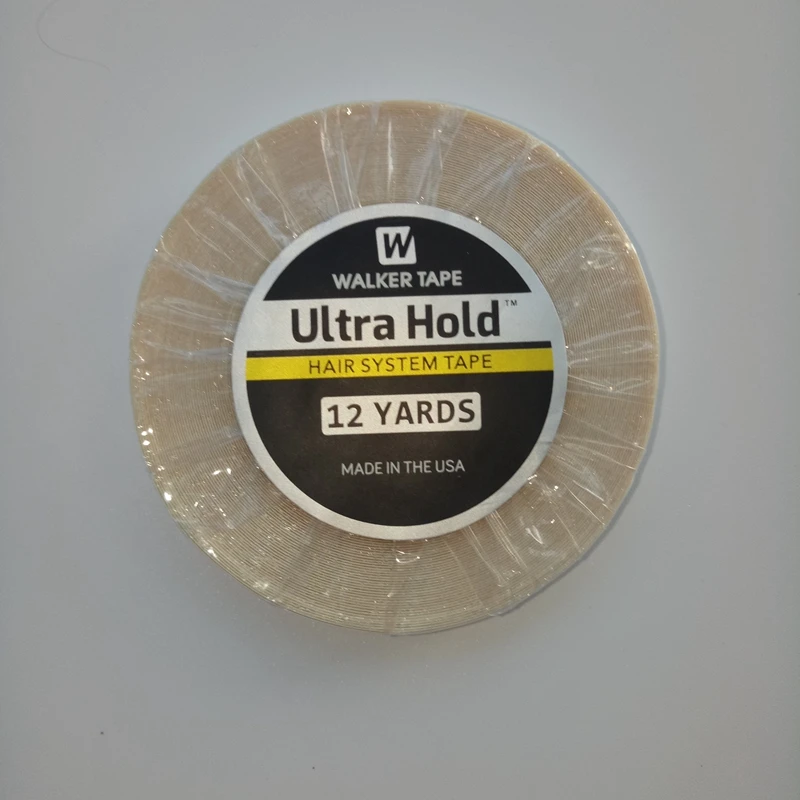 W
WALKER TAPE
Ultra Hold™
HAIR SYSTEM TAPE
12 YARDS
MADE IN THE USA